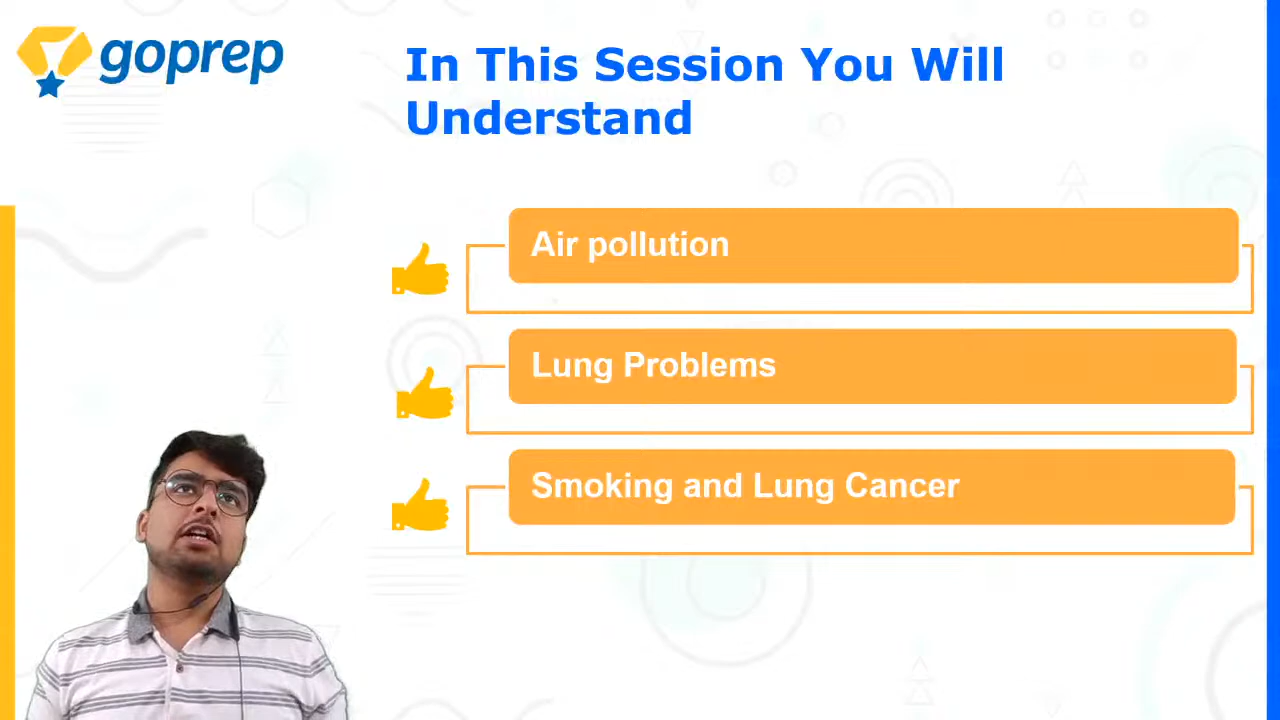 goprep
In This Session You Will
Understand
Air pollution
Lung Problems
Smoking and Lung Cancer